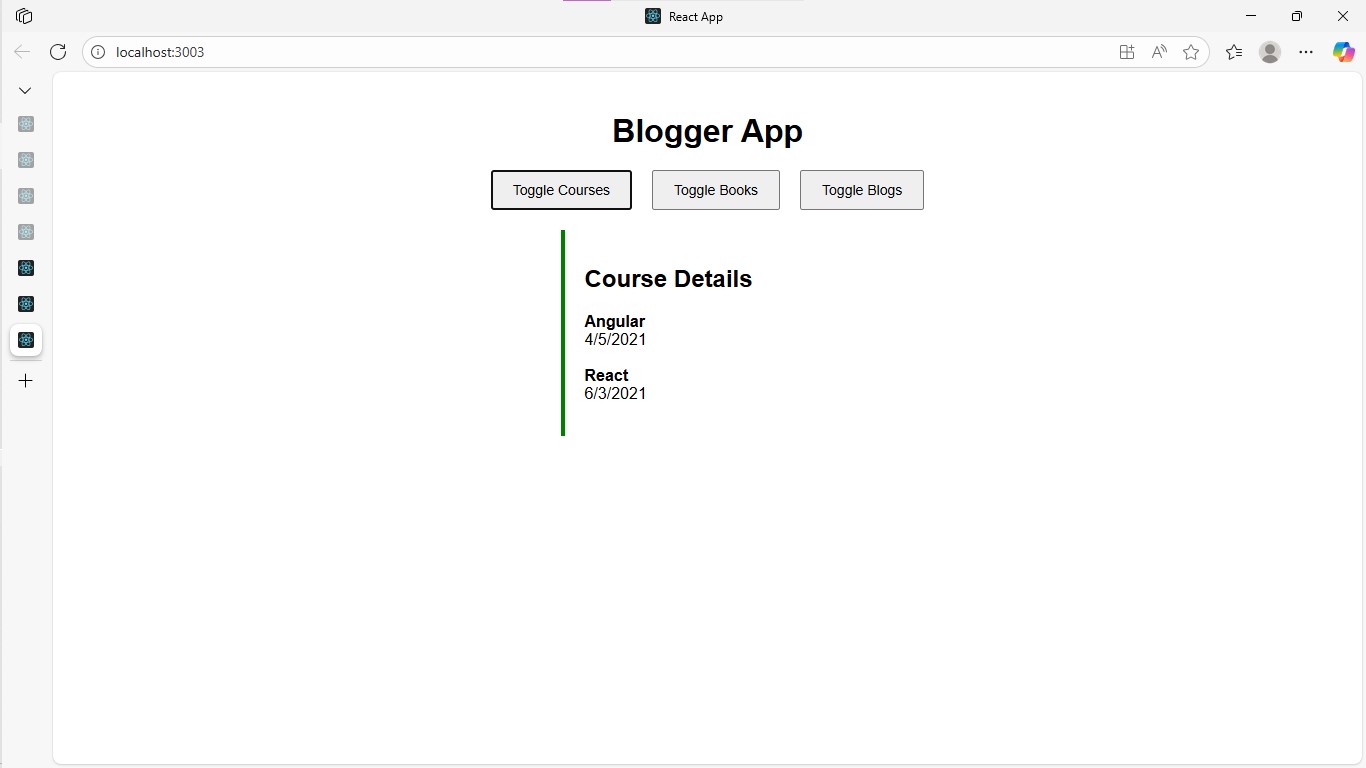 React App
localhost:3003
Blogger App
Toggle Courses Toggle Books Toggle Blogs
Course Details
Angular
4/5/2021
React
6/3/2021